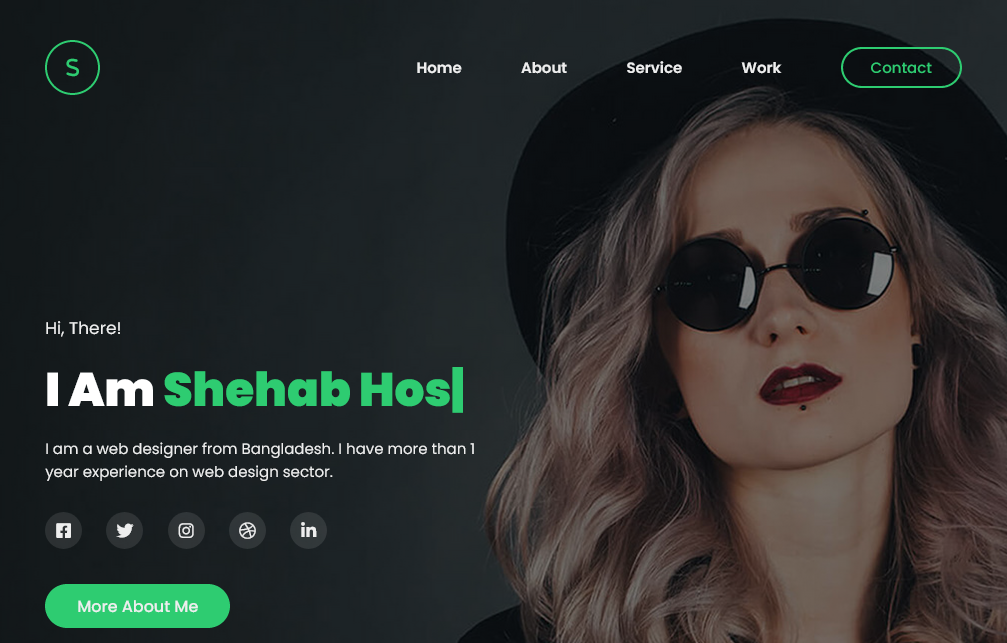 S
Home About Service Work Contact
Hi, There!
I Am Shehab Hos
I am a web designer from Bangladesh. I have more than 1
year experience on web design sector.
More About Me